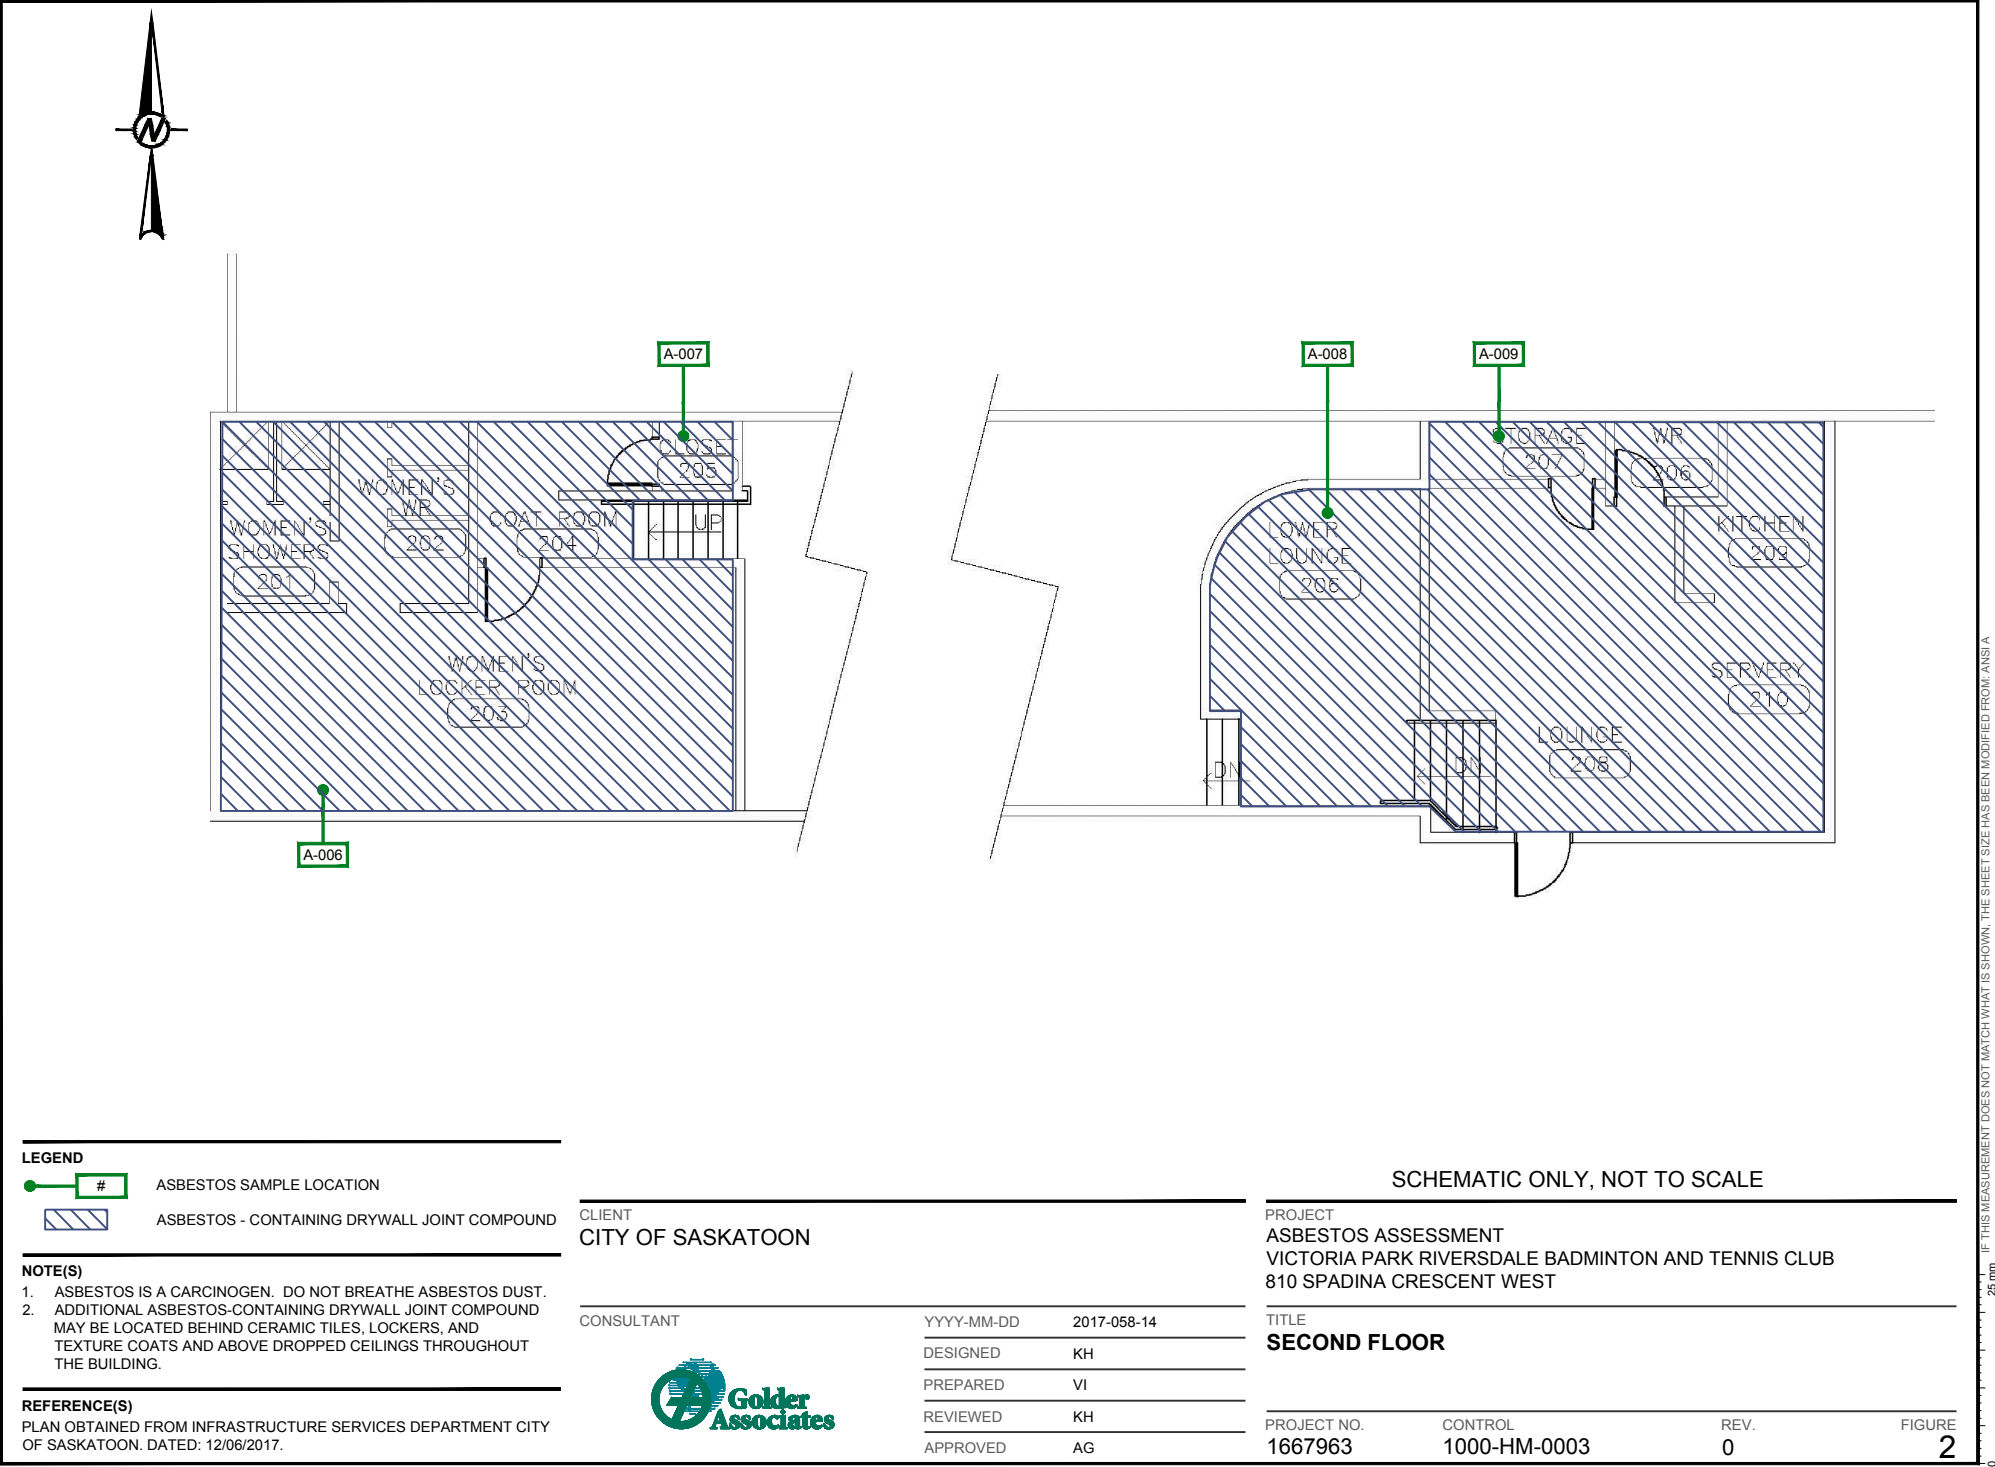 N
A-007
A-008
A-009
CLOSET
205
STORAGE
207
WR
206
WOMEN'S
WR
202
COAT ROOM
204
UP
WOMEN'S
SHOWERS
201
LOWER
LOUNGE
206
KITCHEN
209
WOMEN'S
LOCKER ROOM
203
SERVERY
210
LOUNGE
208
DN
DN
A-006
LEGEND
# ASBESTOS SAMPLE LOCATION
ASBESTOS - CONTAINING DRYWALL JOINT COMPOUND
NOTE(S)
1. ASBESTOS IS A CARCINOGEN. DO NOT BREATHE ASBESTOS DUST.
2. ADDITIONAL ASBESTOS-CONTAINING DRYWALL JOINT COMPOUND
MAY BE LOCATED BEHIND CERAMIC TILES, LOCKERS, AND
TEXTURE COATS AND ABOVE DROPPED CEILINGS THROUGHOUT
THE BUILDING.
REFERENCE(S)
PLAN OBTAINED FROM INFRASTRUCTURE SERVICES DEPARTMENT CITY
OF SASKATOON. DATED: 12/06/2017.
CLIENT
CITY OF SASKATOON
CONSULTANT
Golder
Associates
YYYY-MM-DD 2017-058-14
DESIGNED KH
PREPARED VI
REVIEWED KH
APPROVED AG
SCHEMATIC ONLY, NOT TO SCALE
PROJECT
ASBESTOS ASSESSMENT
VICTORIA PARK RIVERSDALE BADMINTON AND TENNIS CLUB
810 SPADINA CRESCENT WEST
TITLE
SECOND FLOOR
PROJECT NO. CONTROL REV. FIGURE
1667963 1000-HM-0003 0 2
IF THIS MEASUREMENT DOES NOT MATCH WHAT IS SHOWN, THE SHEET SIZE HAS BEEN MODIFIED FROM: ANSI A
25 mm
0